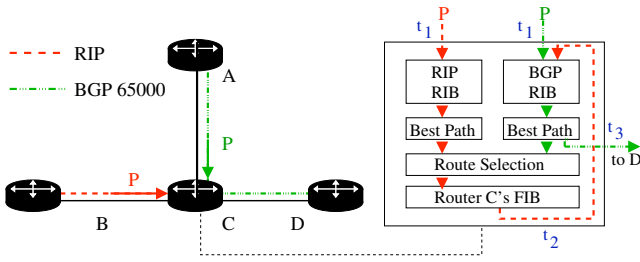 RIP
BGP 65000
A
P
P
B
C
D
t1
P
t1
P
RIP
RIB
BGP
RIB
Best Path
Best Path
t3
to D
Route Selection
Router C's FIB
t2